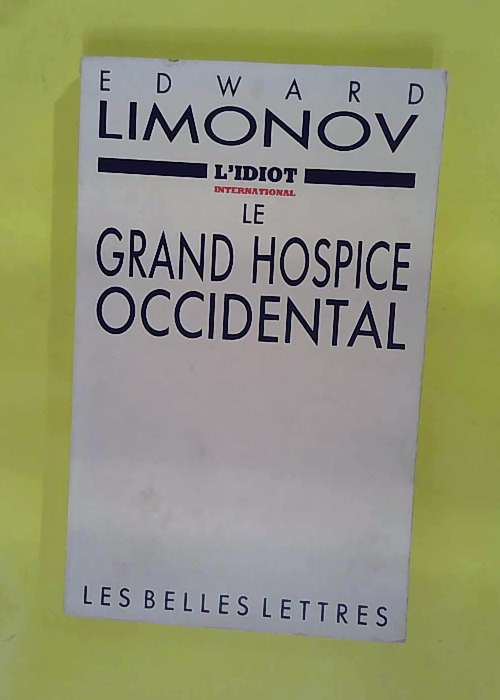 EDWARD
LIMONOV
L'IDIOT
INTERNATIONAL
LE
GRAND HOSPICE
OCCIDENTAL
LES BELLES LETTRES